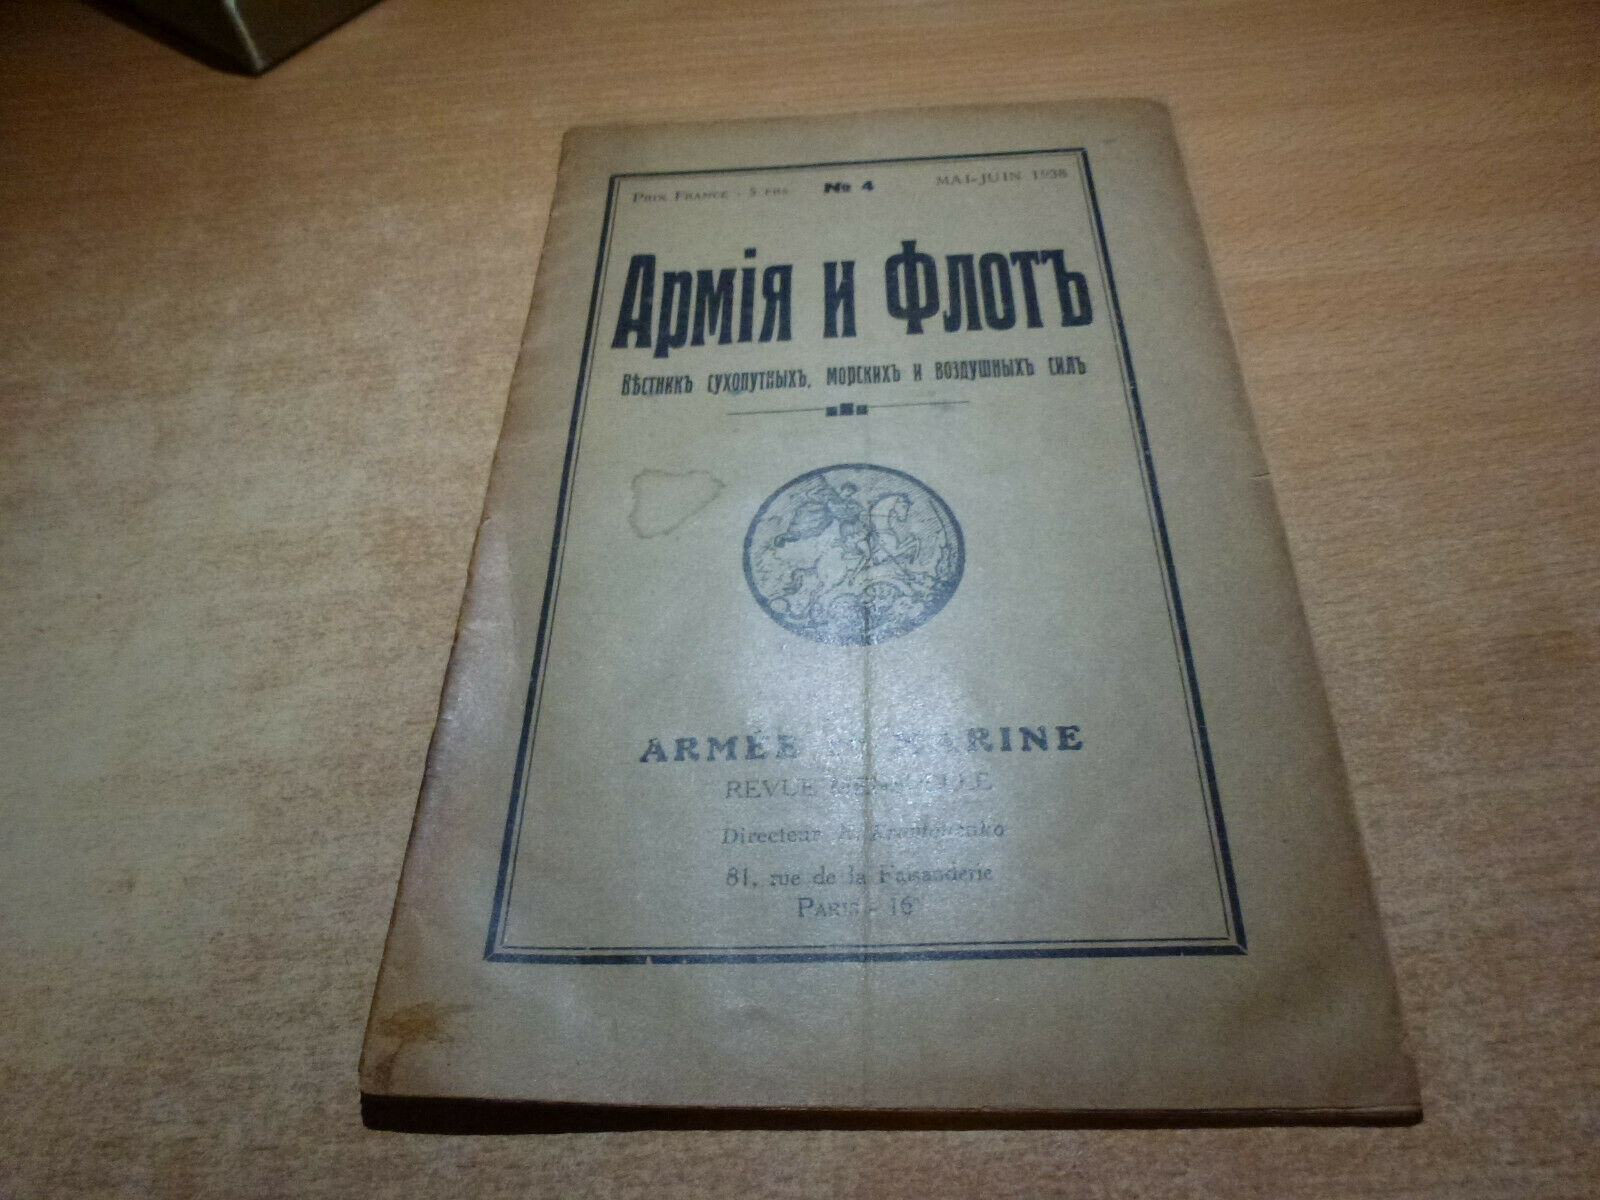 PRIX FRANCE - 5 FRS. № 4 MAI-JUIN 1938
Армія и Флотъ
Вѣстникъ сухопутныхъ, морскихъ и воздушныхъ силъ
ARMÉE MARINE
REVUE
Directeur
81, rue de la Faisanderie
PARIS - 16